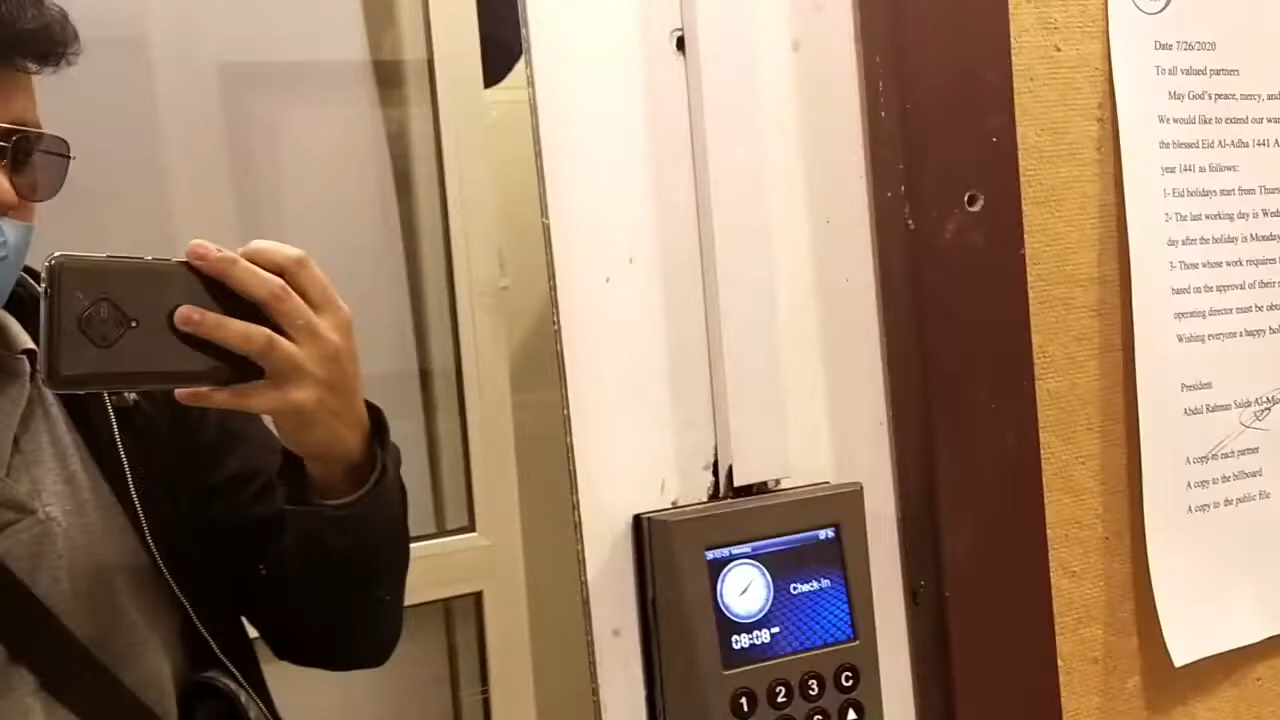 Date 7/26/2020
To all valued partners
May God's peace, mercy, and
We would like to extend our
the blessed Eid Al-Adha 1441 A
year 1441 as follows:
1- Eid holidays start from Thurs
2- The last working day is Wed
day after the holiday is Monday
3- Those whose work requires
based on the approval of their
operating director must be obt
Wishing everyone a happy hol
President
Abdul Rahman Saleh Al-Mo
A copy to each partner
A copy to the billboard
A copy to the public file
Monday
Check-In
08:08
1 2 3 C